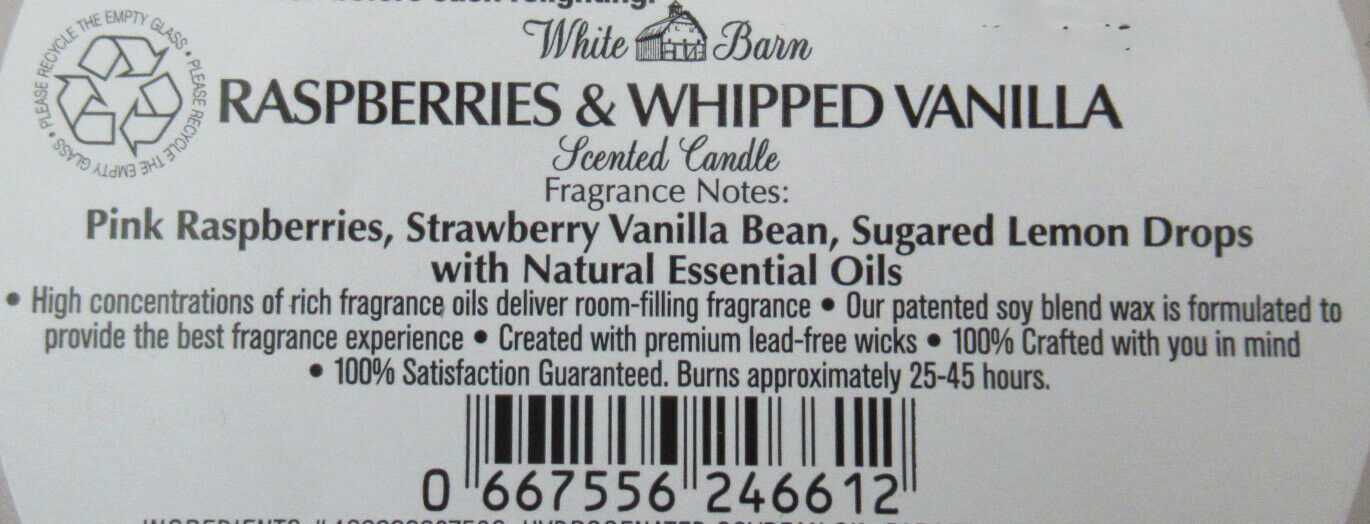 before each relighting.
White Barn
PLEASE RECYCLE THE EMPTY GLASS • PLEASE RECYCLE THE EMPTY GLASS •
RASPBERRIES & WHIPPED VANILLA
Scented Candle
Fragrance Notes:
Pink Raspberries, Strawberry Vanilla Bean, Sugared Lemon Drops
with Natural Essential Oils
• High concentrations of rich fragrance oils deliver room-filling fragrance • Our patented soy blend wax is formulated to
provide the best fragrance experience • Created with premium lead-free wicks • 100% Crafted with you in mind
• 100% Satisfaction Guaranteed. Burns approximately 25-45 hours.
0 667556 246612